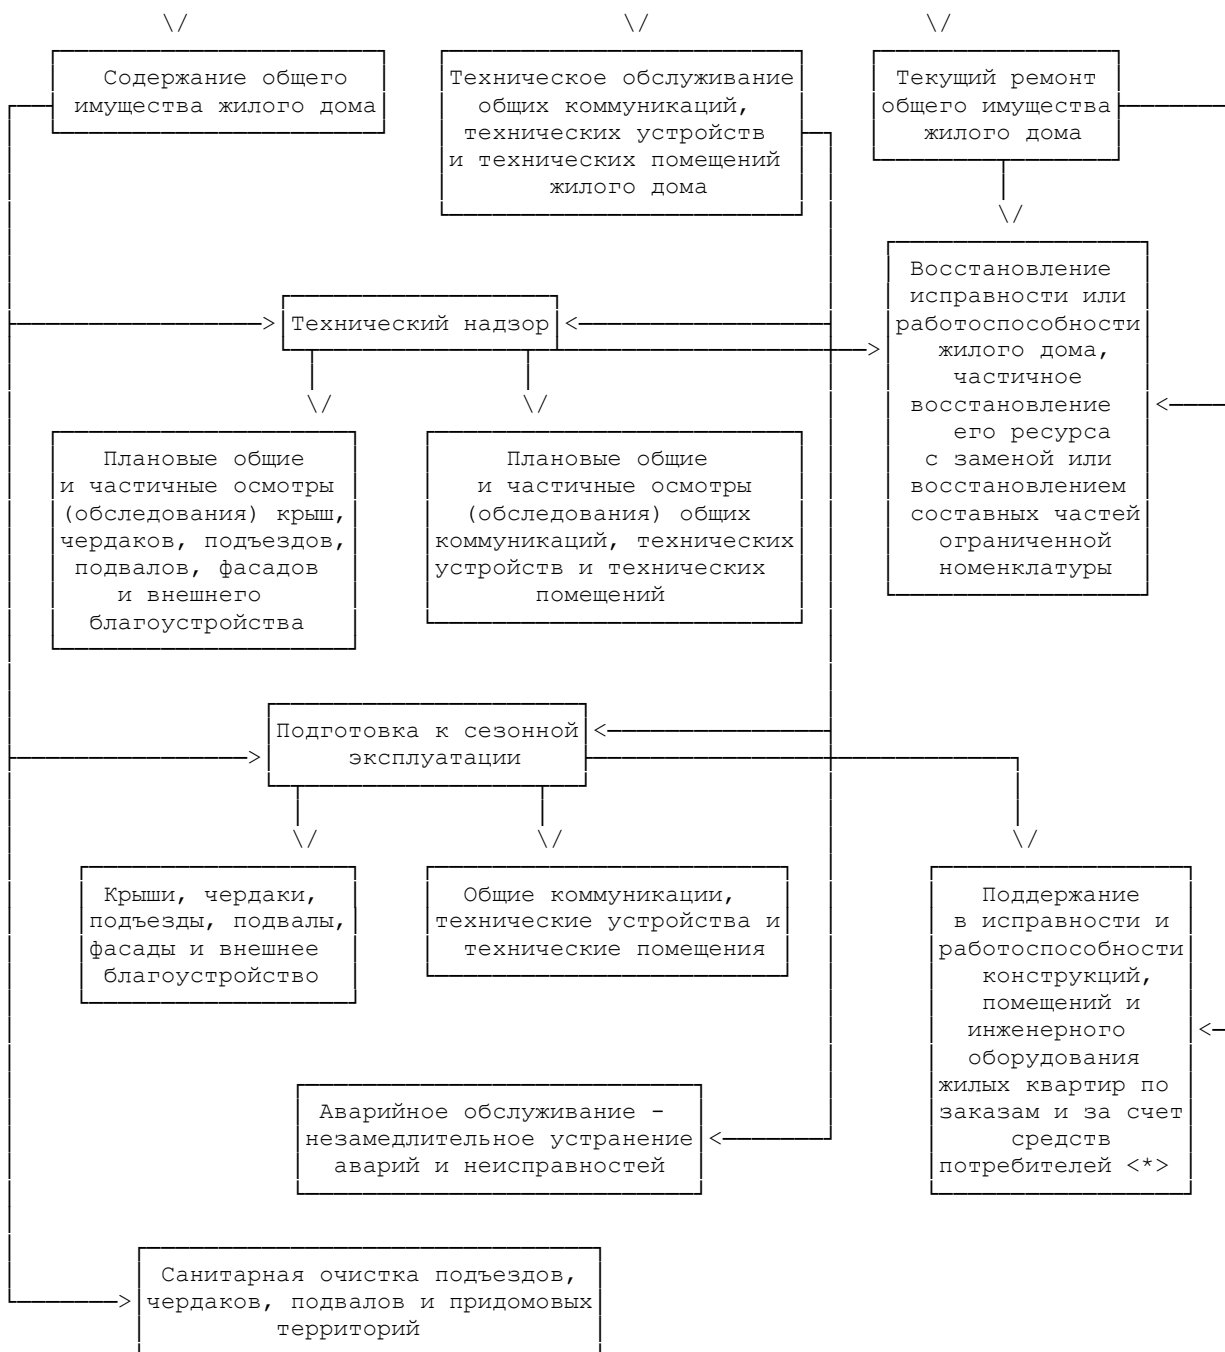 Содержание общего
имущества жилого дома
Техническое обслуживание
общих коммуникаций,
технических устройств
и технических помещений
жилого дома
Текущий ремонт
общего имущества
жилого дома
Восстановление
исправности или
работоспособности
жилого дома,
частичное
восстановление
его ресурса
с заменой или
восстановлением
составных частей
ограниченной
номенклатуры
Технический надзор
Плановые общие
и частичные осмотры
(обследования) крыш,
чердаков, подъездов,
подвалов, фасадов
и внешнего
благоустройства
Плановые общие
и частичные осмотры
(обследования) общих
коммуникаций, технических
устройств и технических
помещений
Подготовка к сезонной
эксплуатации
Крыши, чердаки,
подъезды, подвалы,
фасады и внешнее
благоустройство
Общие коммуникации,
технические устройства и
технические помещения
Поддержание
в исправности и
работоспособности
конструкций,
помещений и
инженерного
оборудования
жилых квартир по
заказам и за счет
средств
потребителей <*>
Аварийное обслуживание -
незамедлительное устранение
аварий и неисправностей
Санитарная очистка подъездов,
чердаков, подвалов и придомовых
территорий